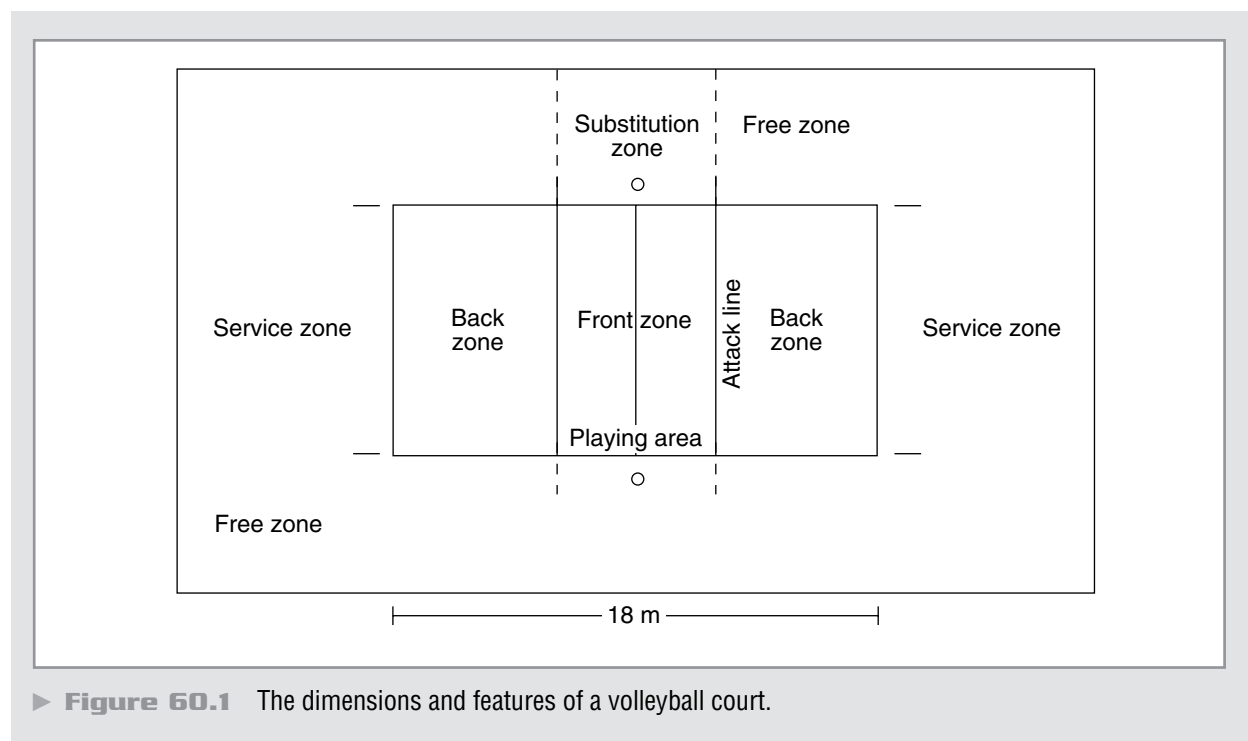 Substitution
zone
Free zone
Service zone
Back
zone
Front zone
Attack line
Back
zone
Service zone
Playing area
Free zone
18 m
► Figure 60.1 The dimensions and features of a volleyball court.